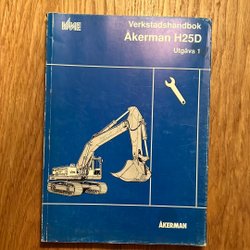 VME
Verkstadshandbok
Åkerman H25D
Utgåva 1
ÅKERMAN